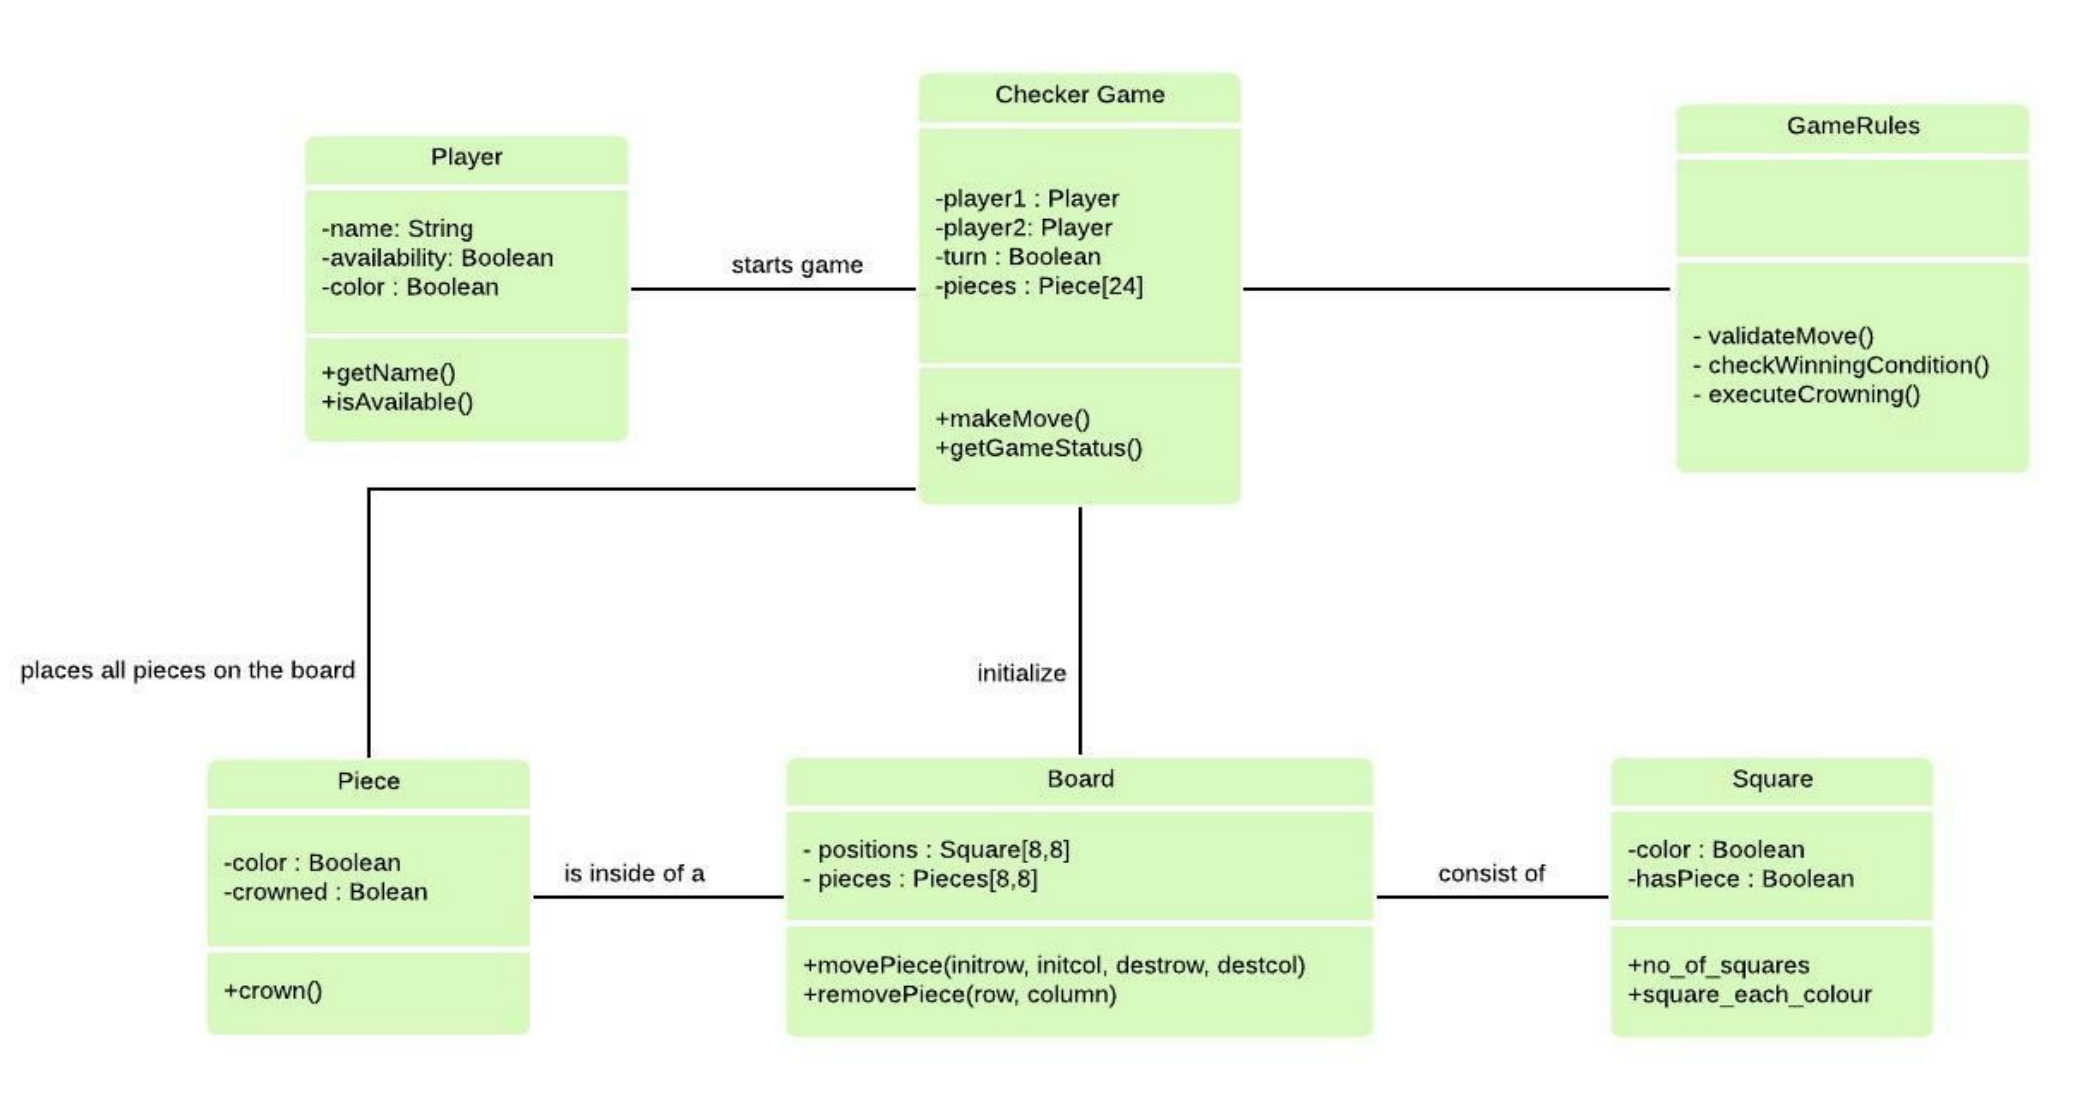 Checker Game
-player1 : Player
-player2: Player
-turn : Boolean
-pieces : Piece[24]
+makeMove()
+getGameStatus()
GameRules
- validateMove()
- checkWinningCondition()
- executeCrowning()
Player
-name: String
-availability: Boolean
-color : Boolean
+getName()
+isAvailable()
starts game
places all pieces on the board
initialize
Piece
-color : Boolean
-crowned : Bolean
+crown()
is inside of a
Board
- positions : Square[8,8]
- pieces : Pieces[8,8]
+movePiece(initrow, initcol, destrow, destcol)
+removePiece(row, column)
consist of
Square
-color : Boolean
-hasPiece : Boolean
+no_of_squares
+square_each_colour